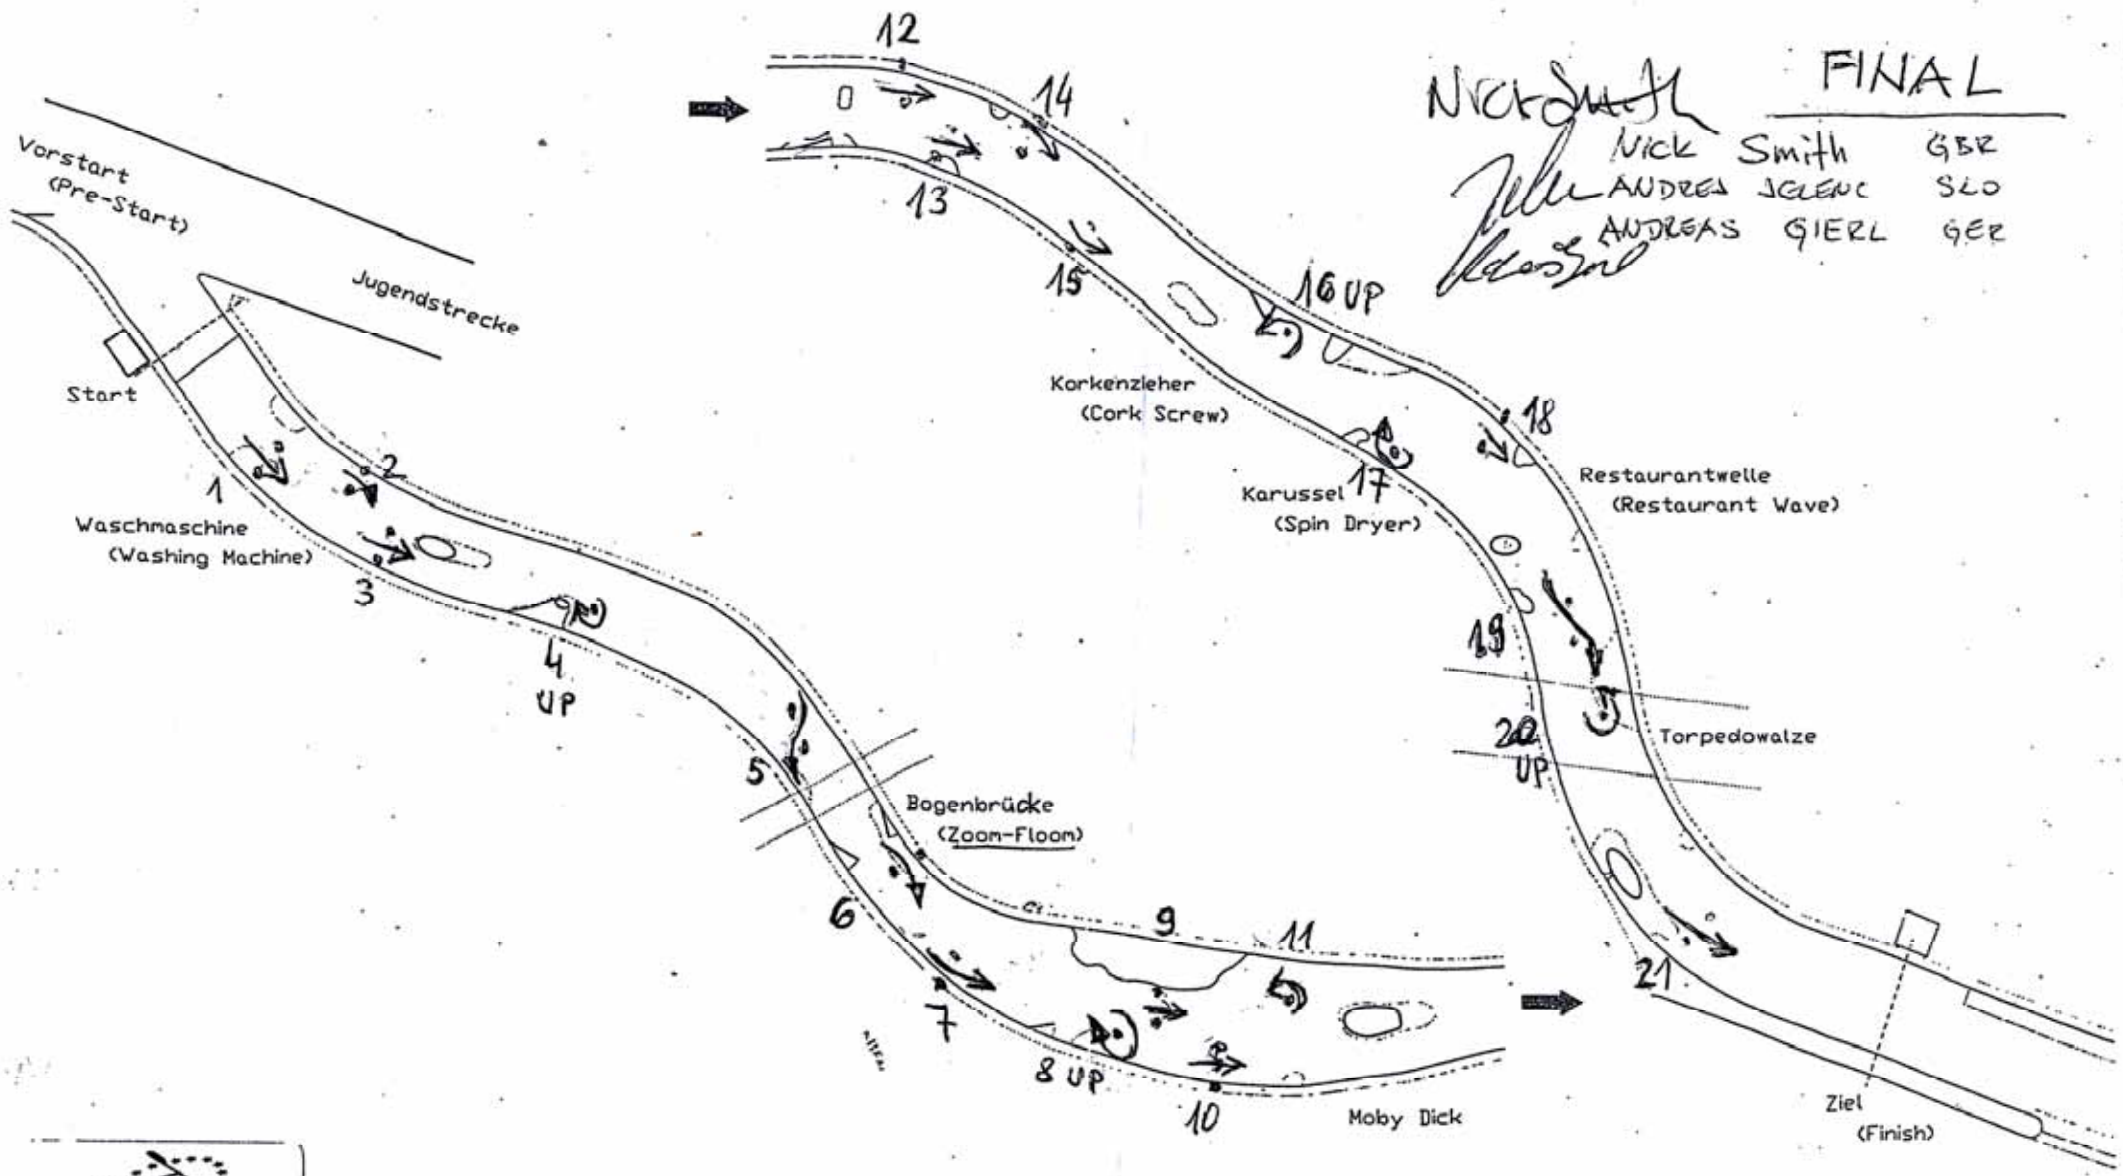 FINAL
Nick Smith
Nick Smith GBR
ANDREJ JELENC SLO
ANDREAS GIERL GER
Vorstart
(Pre-Start)
Jugendstrecke
Start
1
2
Waschmaschine
(Washing Machine)
3
4
UP
5
Bogenbrücke
(Zoom-Floom)
6
7
8 UP
9
10
11
Moby Dick
12
13
14
15
16 UP
Korkenzieher
(Cork Screw)
17
Karussel
(Spin Dryer)
18
Restaurantwelle
(Restaurant Wave)
19
20
UP
Torpedowalze
21
Ziel
(Finish)